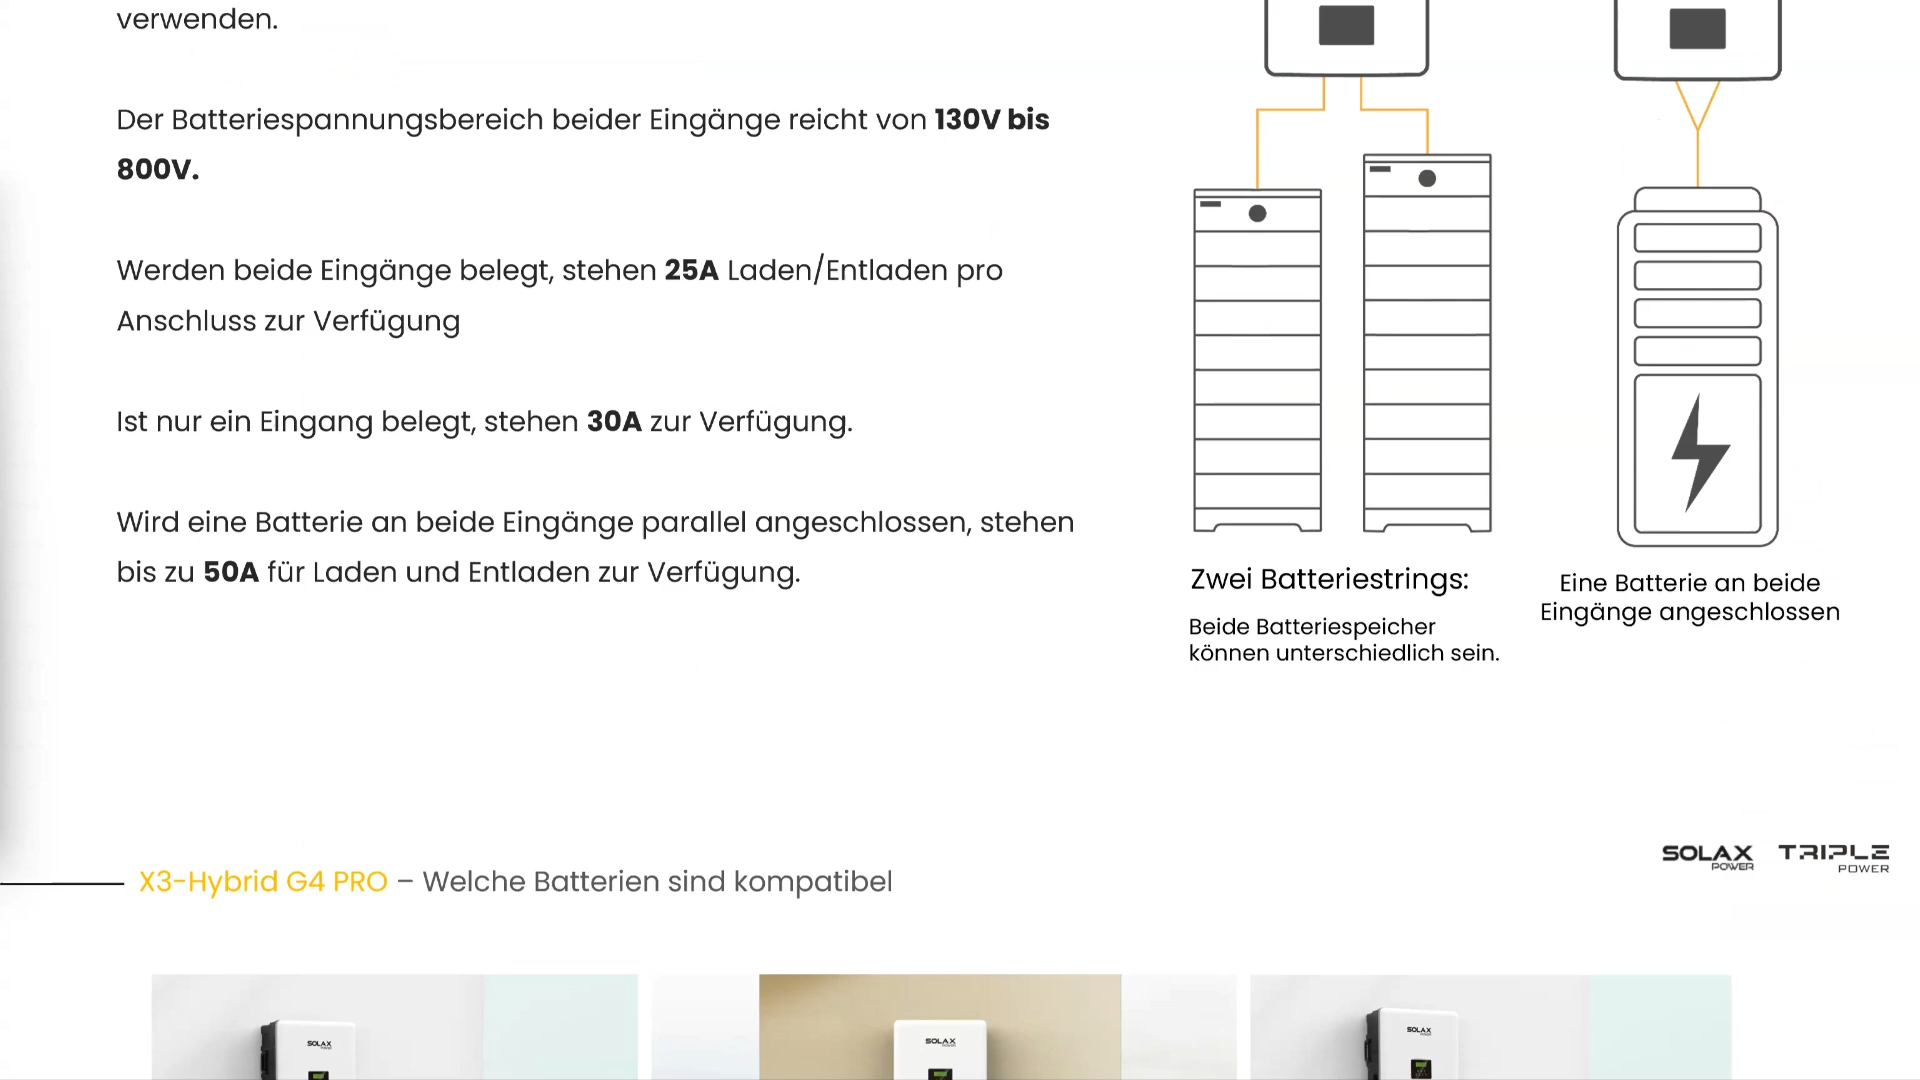 verwenden.
Der Batteriespannungsbereich beider Eingänge reicht von 130V bis
800V.
Werden beide Eingänge belegt, stehen 25A Laden/Entladen pro
Anschluss zur Verfügung
Ist nur ein Eingang belegt, stehen 30A zur Verfügung.
Wird eine Batterie an beide Eingänge parallel angeschlossen, stehen
bis zu 50A für Laden und Entladen zur Verfügung.
Zwei Batteriestrings:
Beide Batteriespeicher
können unterschiedlich sein.
Eine Batterie an beide
Eingänge angeschlossen
SOLAX
POWER
TRIPLE
POWER
X3-Hybrid G4 PRO – Welche Batterien sind kompatibel
SOLAX
SOLAX
SOLAX